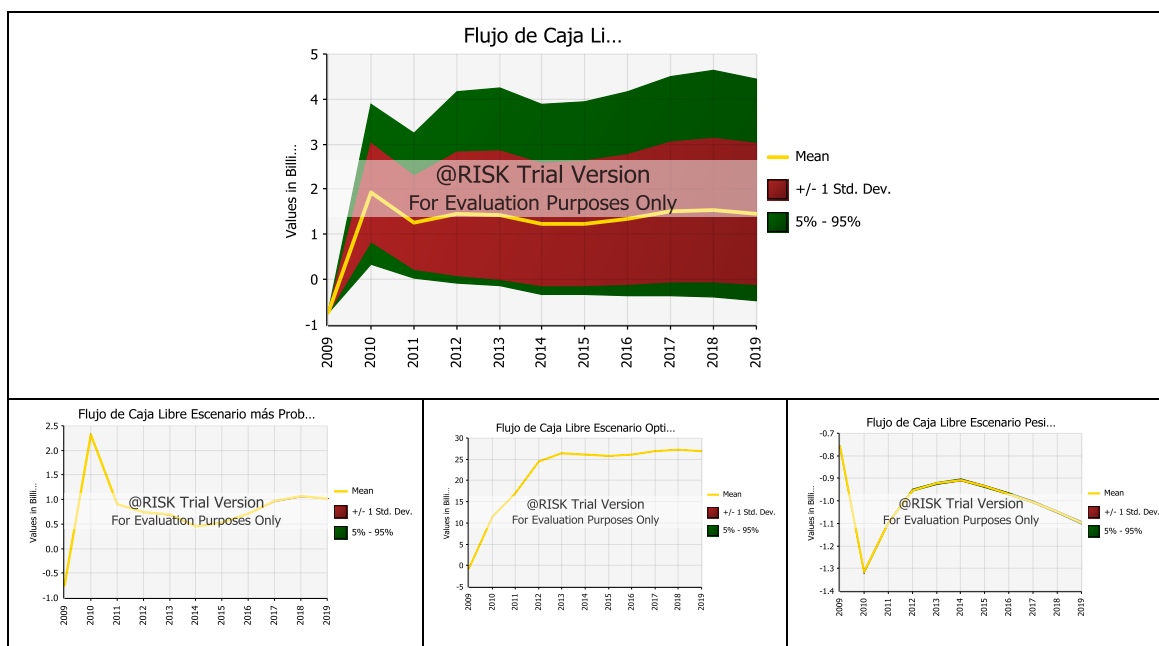 Flujo de Caja Li...
Values in Billi...
5
4
3
2
1
0
-1
@RISK Trial Version
For Evaluation Purposes Only
2009
2010
2011
2012
2013
2014
2015
2016
2017
2018
2019
Mean
+/- 1 Std. Dev.
5% - 95%
Flujo de Caja Libre Escenario más Prob...
Values in Billi...
2.5
2.0
1.5
1.0
0.5
0.0
-0.5
-1.0
@RISK Trial Version
For Evaluation Purposes Only
2009
2010
2011
2012
2013
2014
2015
2016
2017
2018
2019
Mean
+/- 1 Std. Dev.
5% - 95%
Flujo de Caja Libre Escenario Opti...
Values in Billi...
30
25
20
15
10
5
0
-5
@RISK Trial Version
For Evaluation Purposes Only
2009
2010
2011
2012
2013
2014
2015
2016
2017
2018
2019
Mean
+/- 1 Std. Dev.
5% - 95%
Flujo de Caja Libre Escenario Pesi...
Values in Billi...
-0.7
-0.9
-0.9
-1.0
-1.1
-1.1
-1.3
-1.4
@RISK Trial Version
For Evaluation Purposes Only
2009
2010
2011
2012
2013
2014
2015
2016
2017
2018
2019
Mean
+/- 1 Std. Dev.
5% - 95%